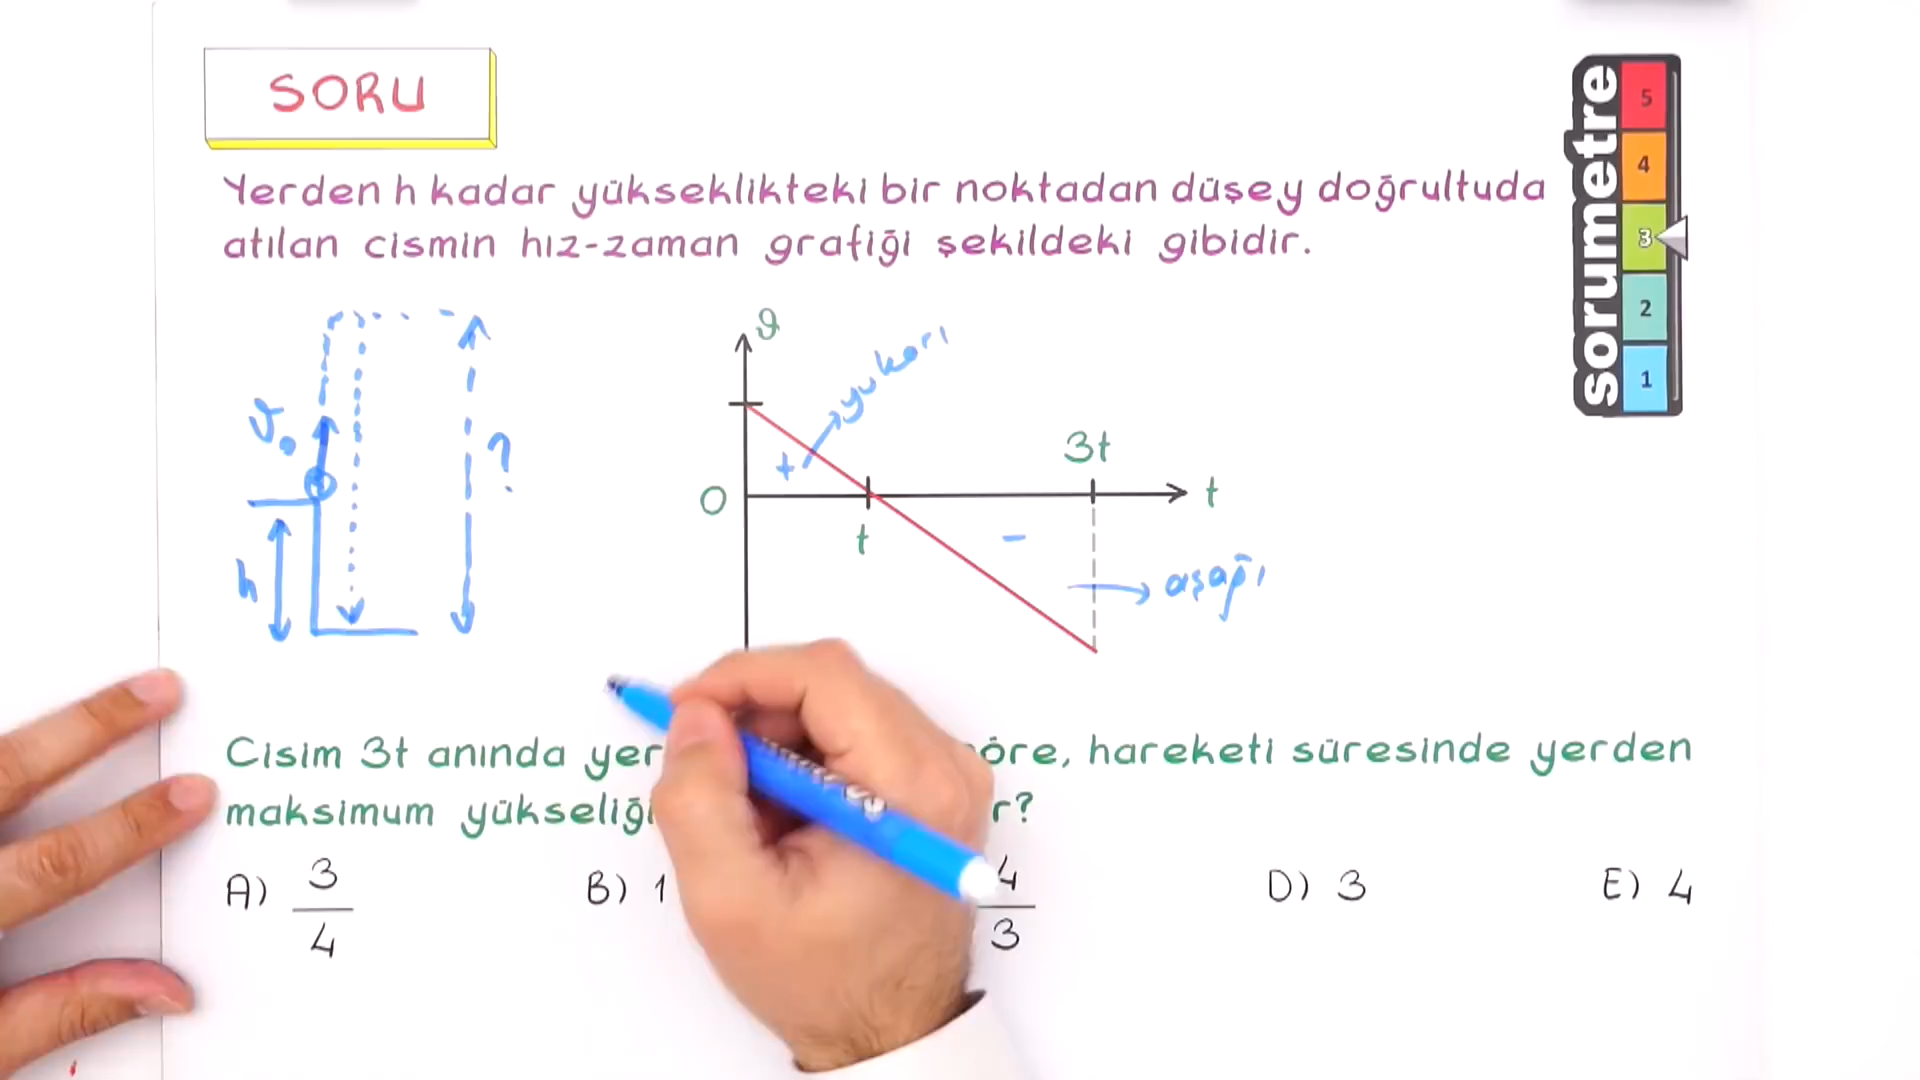 SORU
Yerden h kadar yükseklikteki bir noktadan düşey doğrultuda
atılan cismin hız-zaman grafiği şekildeki gibidir.
sorumetre
5
4
3
2
1
ϑ
yukarı
ϑ₀
?
+
3t
0
t
t
-
h
aşağı
Cisim 3t anında yer öre, hareketi süresinde yerden
maksimum yükseliği r?
A) 3/4
B) 1
4/3
D) 3
E) 4